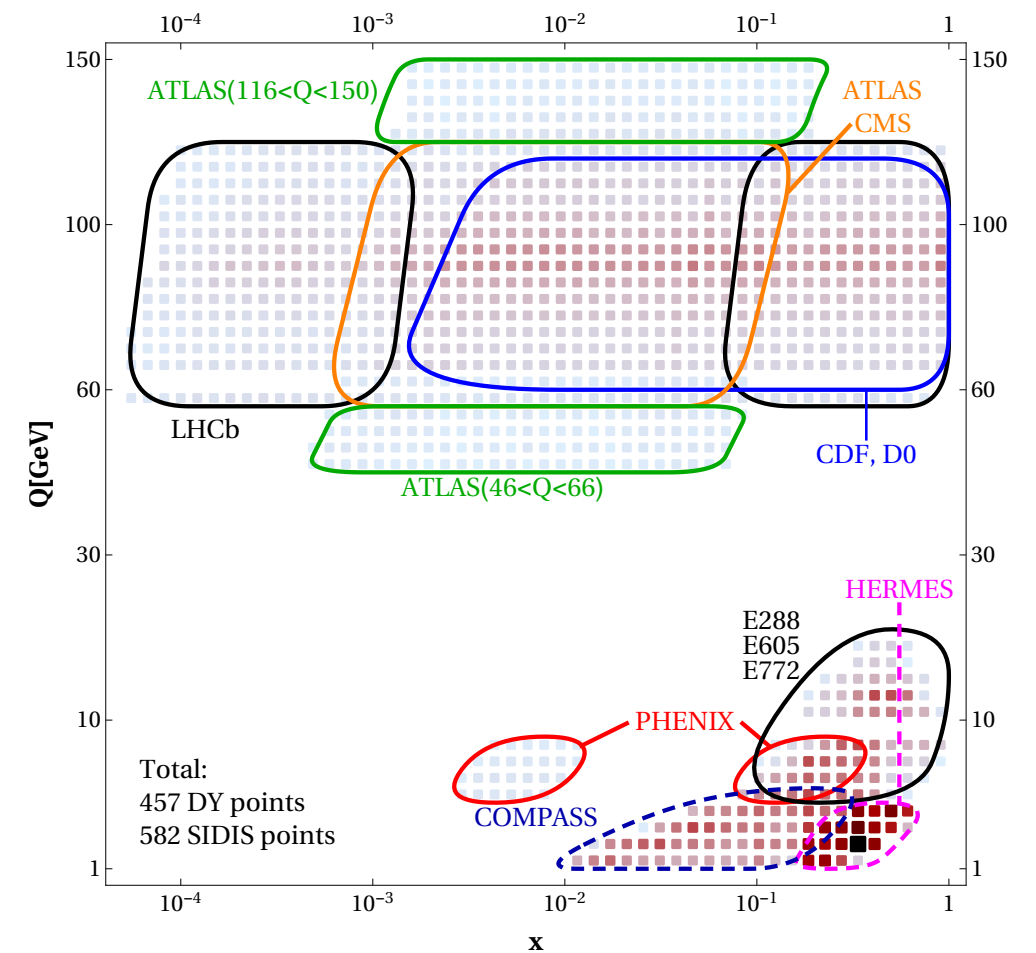 10⁻⁴ 10⁻³ 10⁻² 10⁻¹ 1
150 150
ATLAS(116<Q<150)
ATLAS
CMS
100 100
60 60
LHCb
CDF, D0
ATLAS(46<Q<66)
Q[GeV]
30 30
HERMES
E288
E605
E772
PHENIX
10 10
Total:
457 DY points
582 SIDIS points
COMPASS
1 1
10⁻⁴ 10⁻³ 10⁻² 10⁻¹ 1
x